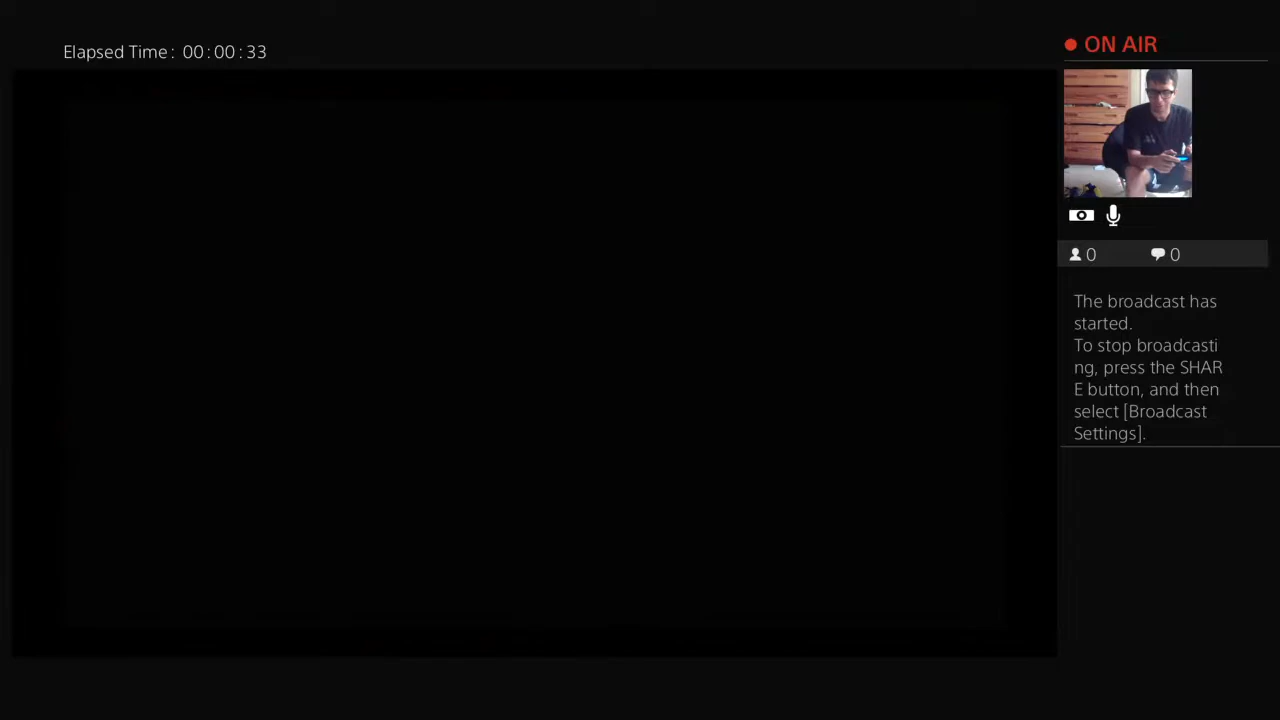 Elapsed Time: 00:00:33
ON AIR
0 0
The broadcast has
started.
To stop broadcasti
ng, press the SHAR
E button, and then
select [Broadcast
Settings].